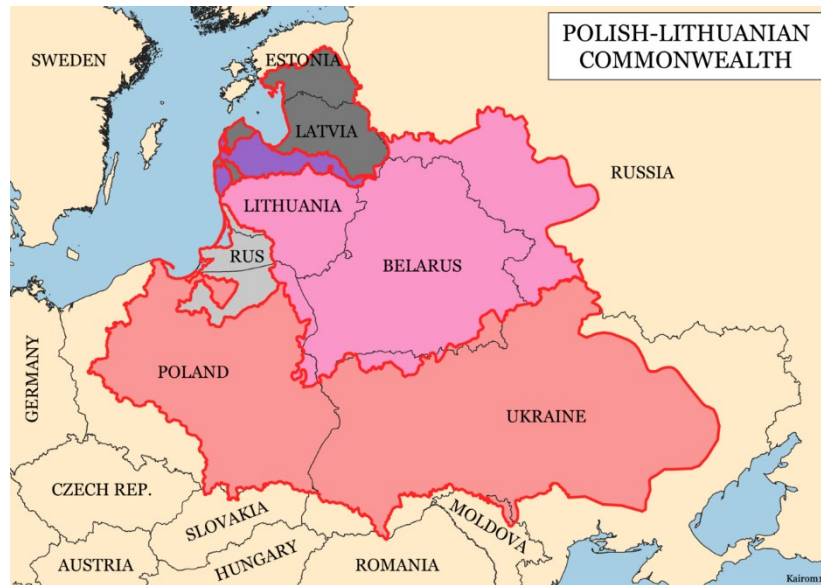 POLISH-LITHUANIAN
COMMONWEALTH
SWEDEN
ESTONIA
LATVIA
RUSSIA
LITHUANIA
RUS
BELARUS
GERMANY
POLAND
UKRAINE
CZECH REP.
SLOVAKIA
MOLDOVA
AUSTRIA
HUNGARY
ROMANIA
Kairom